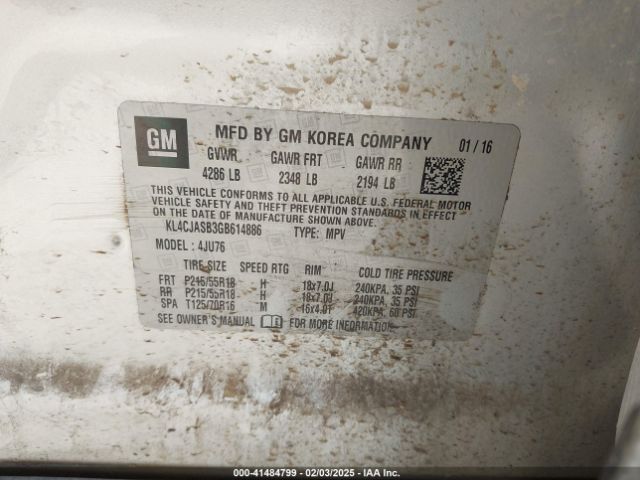 GM
MFD BY GM KOREA COMPANY 01 / 16
GVWR GAWR FRT GAWR RR
4286 LB 2348 LB 2194 LB
THIS VEHICLE CONFORMS TO ALL APPLICABLE U.S. FEDERAL MOTOR
VEHICLE SAFETY AND THEFT PREVENTION STANDARDS IN EFFECT
ON THE DATE OF MANUFACTURE SHOWN ABOVE.
KL4CJASB3GB614886 TYPE: MPV
MODEL: 4JU76
TIRE SIZE SPEED RTG RIM COLD TIRE PRESSURE
FRT P215/55R18 H 18x7.0J 240KPA. 35 PSI
RR P215/55R18 H 18x7.0J 240KPA. 35 PSI
SPA T125/70R16 M 16x4.0T 420KPA. 60 PSI
SEE OWNER'S MANUAL FOR MORE INFORMATION
000-41484799 - 02/03/2025 - IAA Inc.